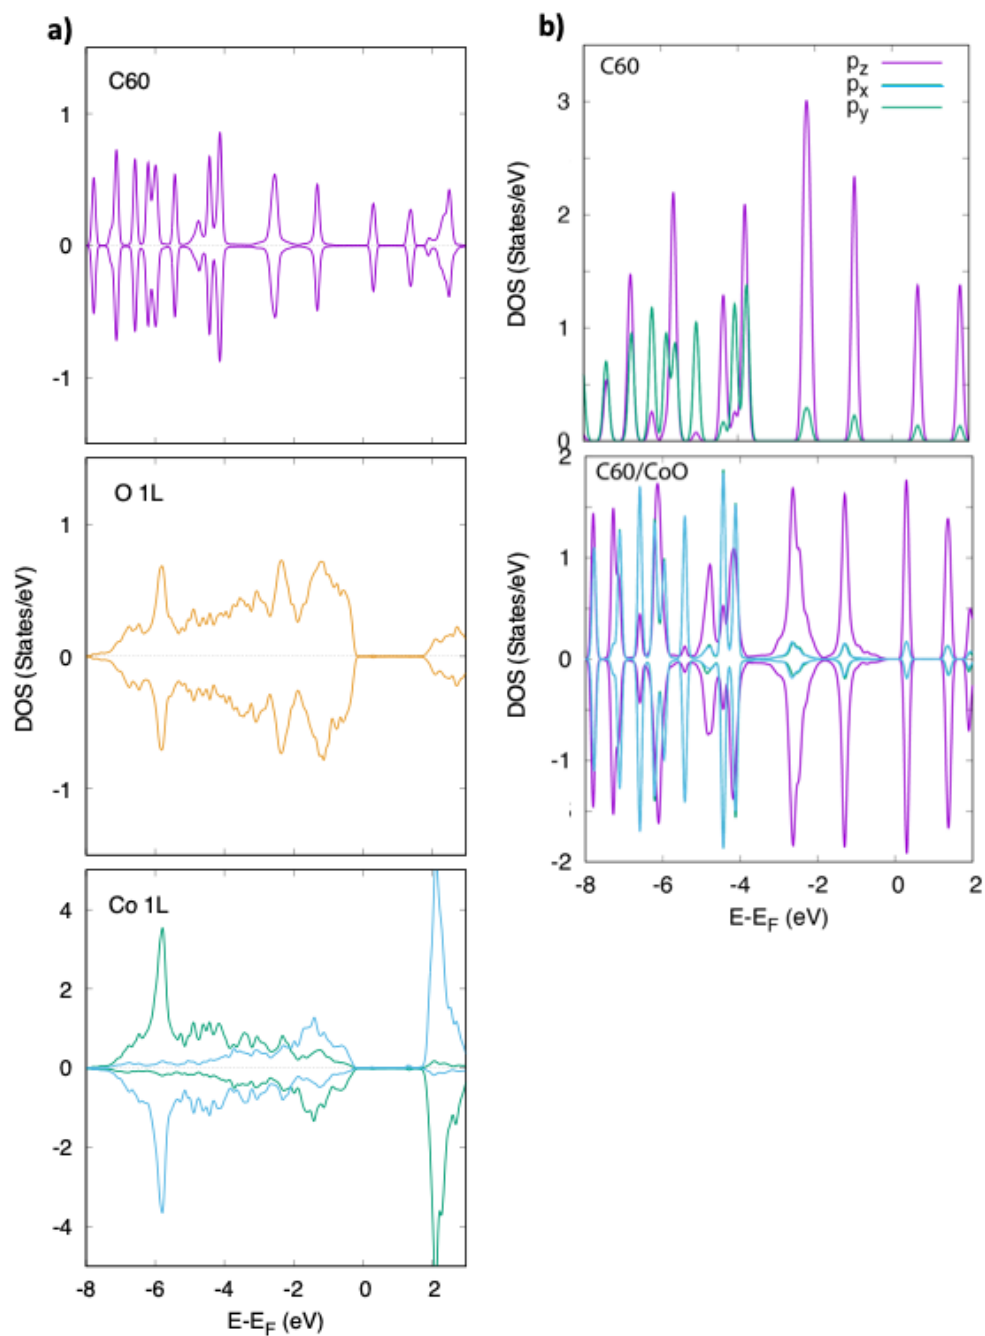 a)
C60
1
0
-1
O 1L
1
0
-1
DOS (States/eV)
Co 1L
4
2
0
-2
-4
-8 -6 -4 -2 0 2
E-E_F (eV)
b)
C60
p_z
p_x
p_y
3
2
1
0
DOS (States/eV)
C60/CoO
2
1
0
-1
-2
DOS (States/eV)
-8 -6 -4 -2 0 2
E-E_F (eV)